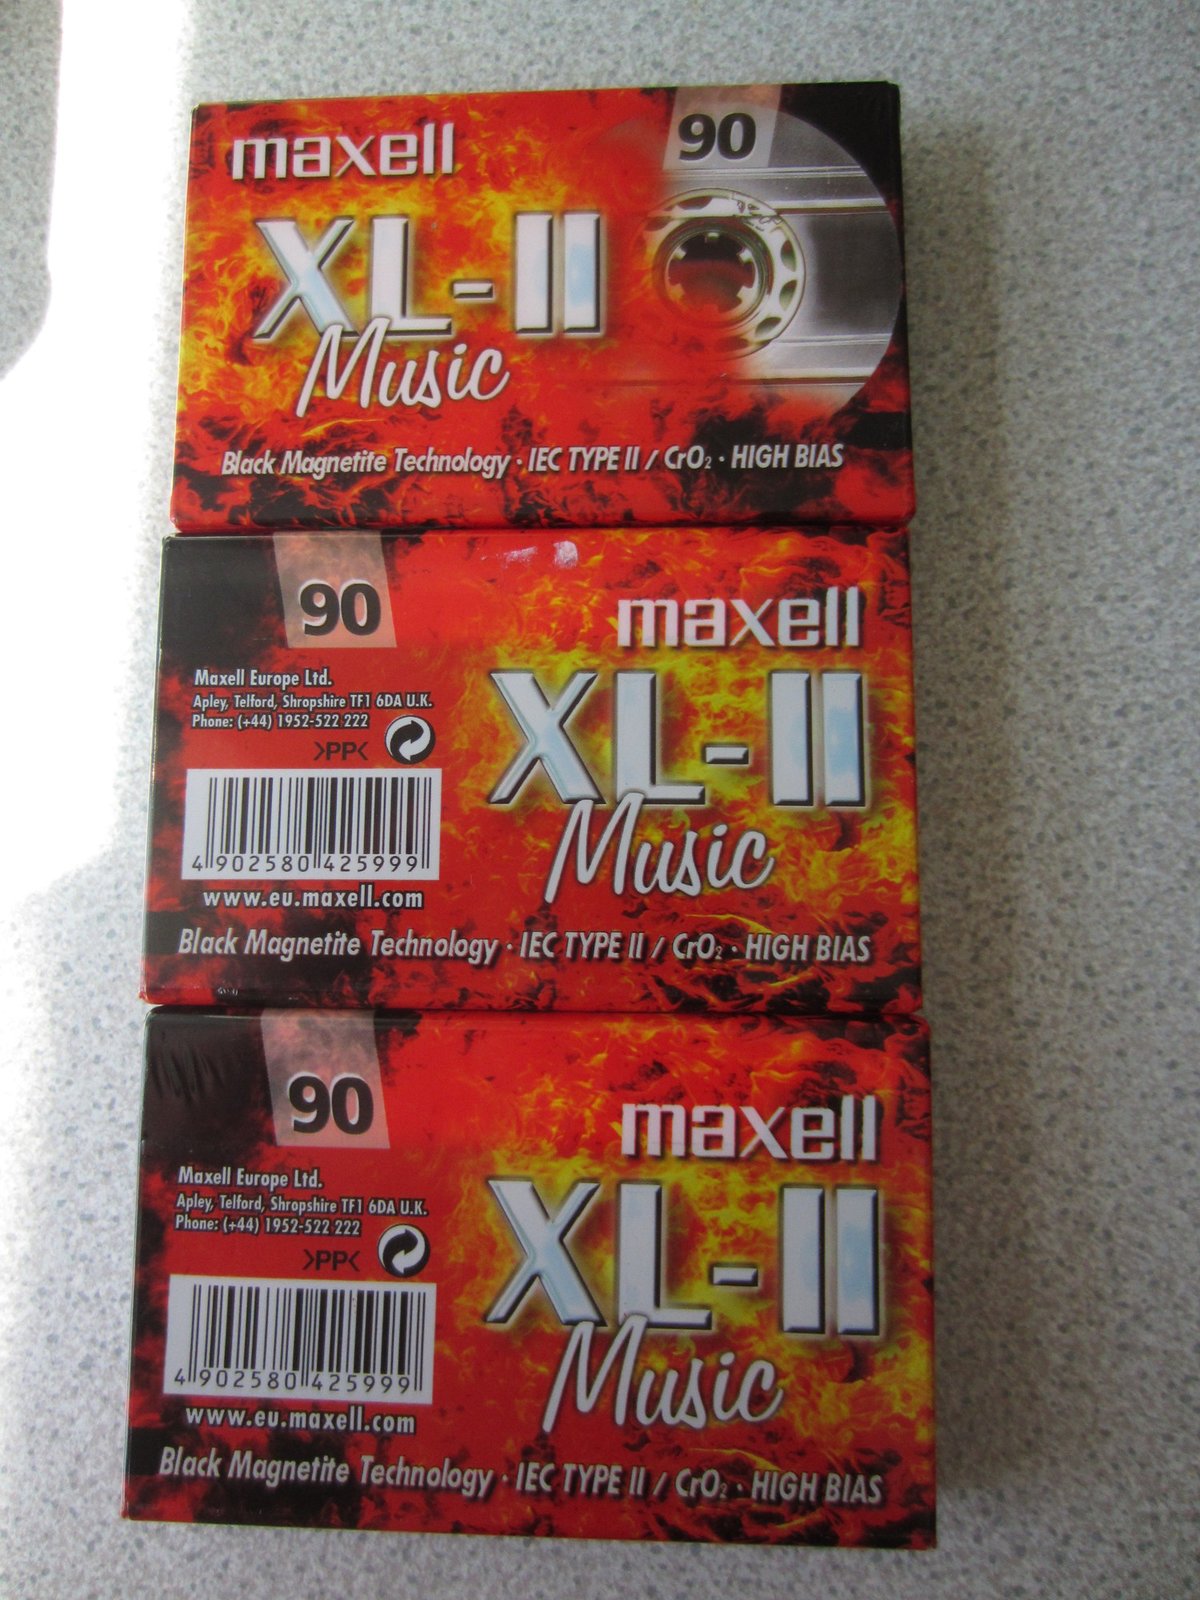 maxell
90
XL-II
Music
Black Magnetite Technology · IEC TYPE II / CrO₂ · HIGH BIAS
90
maxell
XL-II
Music
Maxell Europe Ltd.
Apley, Telford, Shropshire TF1 6DA U.K.
Phone: (+44) 1952-522 222
>PP<
4 902580 425999
www.eu.maxell.com
Black Magnetite Technology · IEC TYPE II / CrO₂ · HIGH BIAS
90
maxell
XL-II
Music
Maxell Europe Ltd.
Apley, Telford, Shropshire TF1 6DA U.K.
Phone: (+44) 1952-522 222
>PP<
4 902580 425999
www.eu.maxell.com
Black Magnetite Technology · IEC TYPE II / CrO₂ · HIGH BIAS